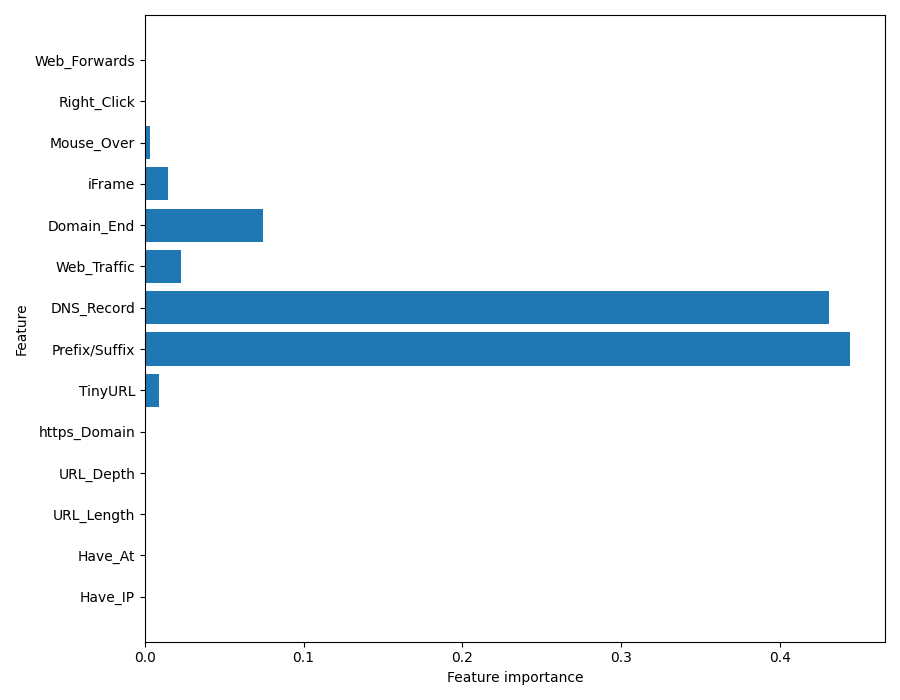 Web_Forwards
Right_Click
Mouse_Over
iFrame
Domain_End
Web_Traffic
DNS_Record
Prefix/Suffix
TinyURL
https_Domain
URL_Depth
URL_Length
Have_At
Have_IP
Feature
0.0 0.1 0.2 0.3 0.4
Feature importance